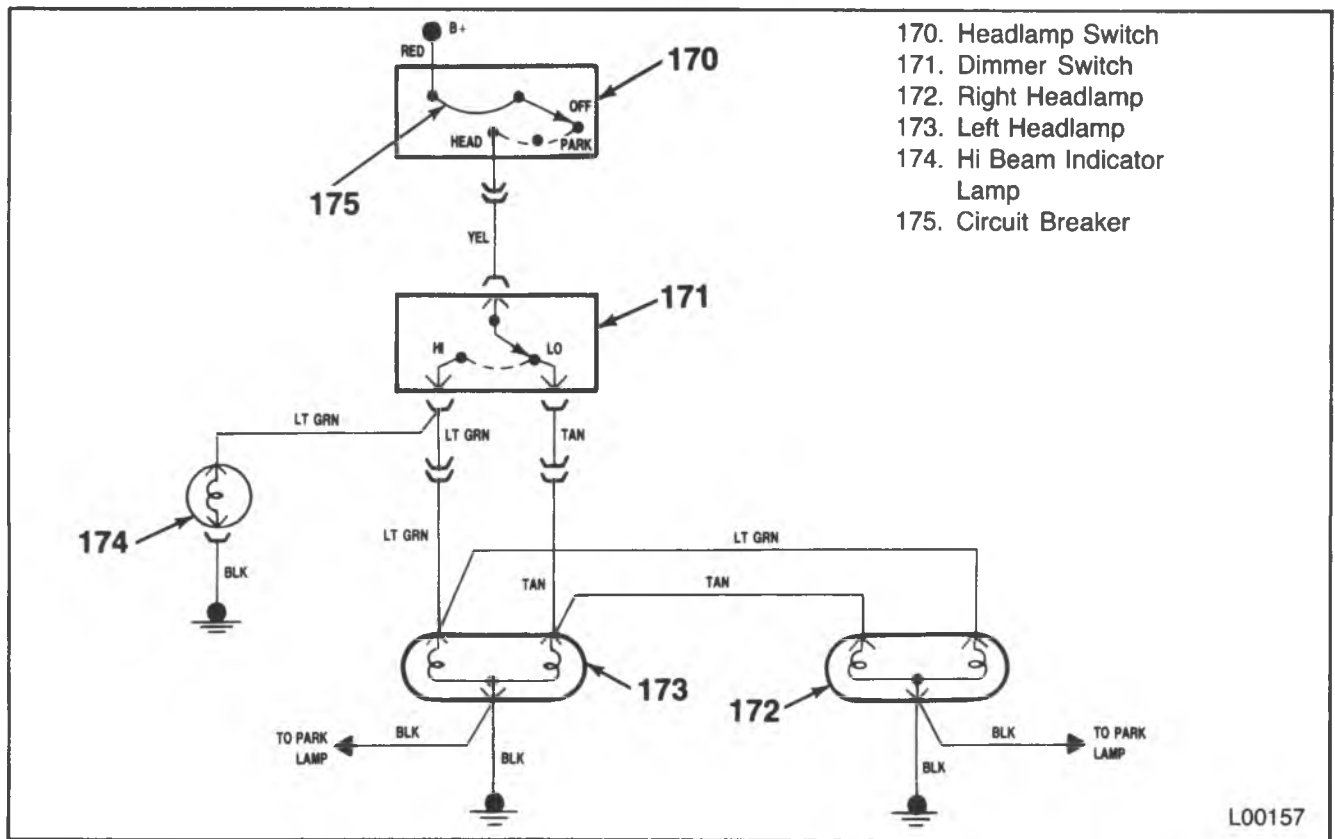 B+
RED
170
OFF
HEAD
PARK
175
YEL
171
HI
LO
LT GRN
LT GRN
TAN
174
LT GRN
LT GRN
BLK
TAN
TAN
173
172
TO PARK
LAMP
BLK
BLK
BLK
TO PARK
LAMP
BLK
170. Headlamp Switch
171. Dimmer Switch
172. Right Headlamp
173. Left Headlamp
174. Hi Beam Indicator
Lamp
175. Circuit Breaker
L00157